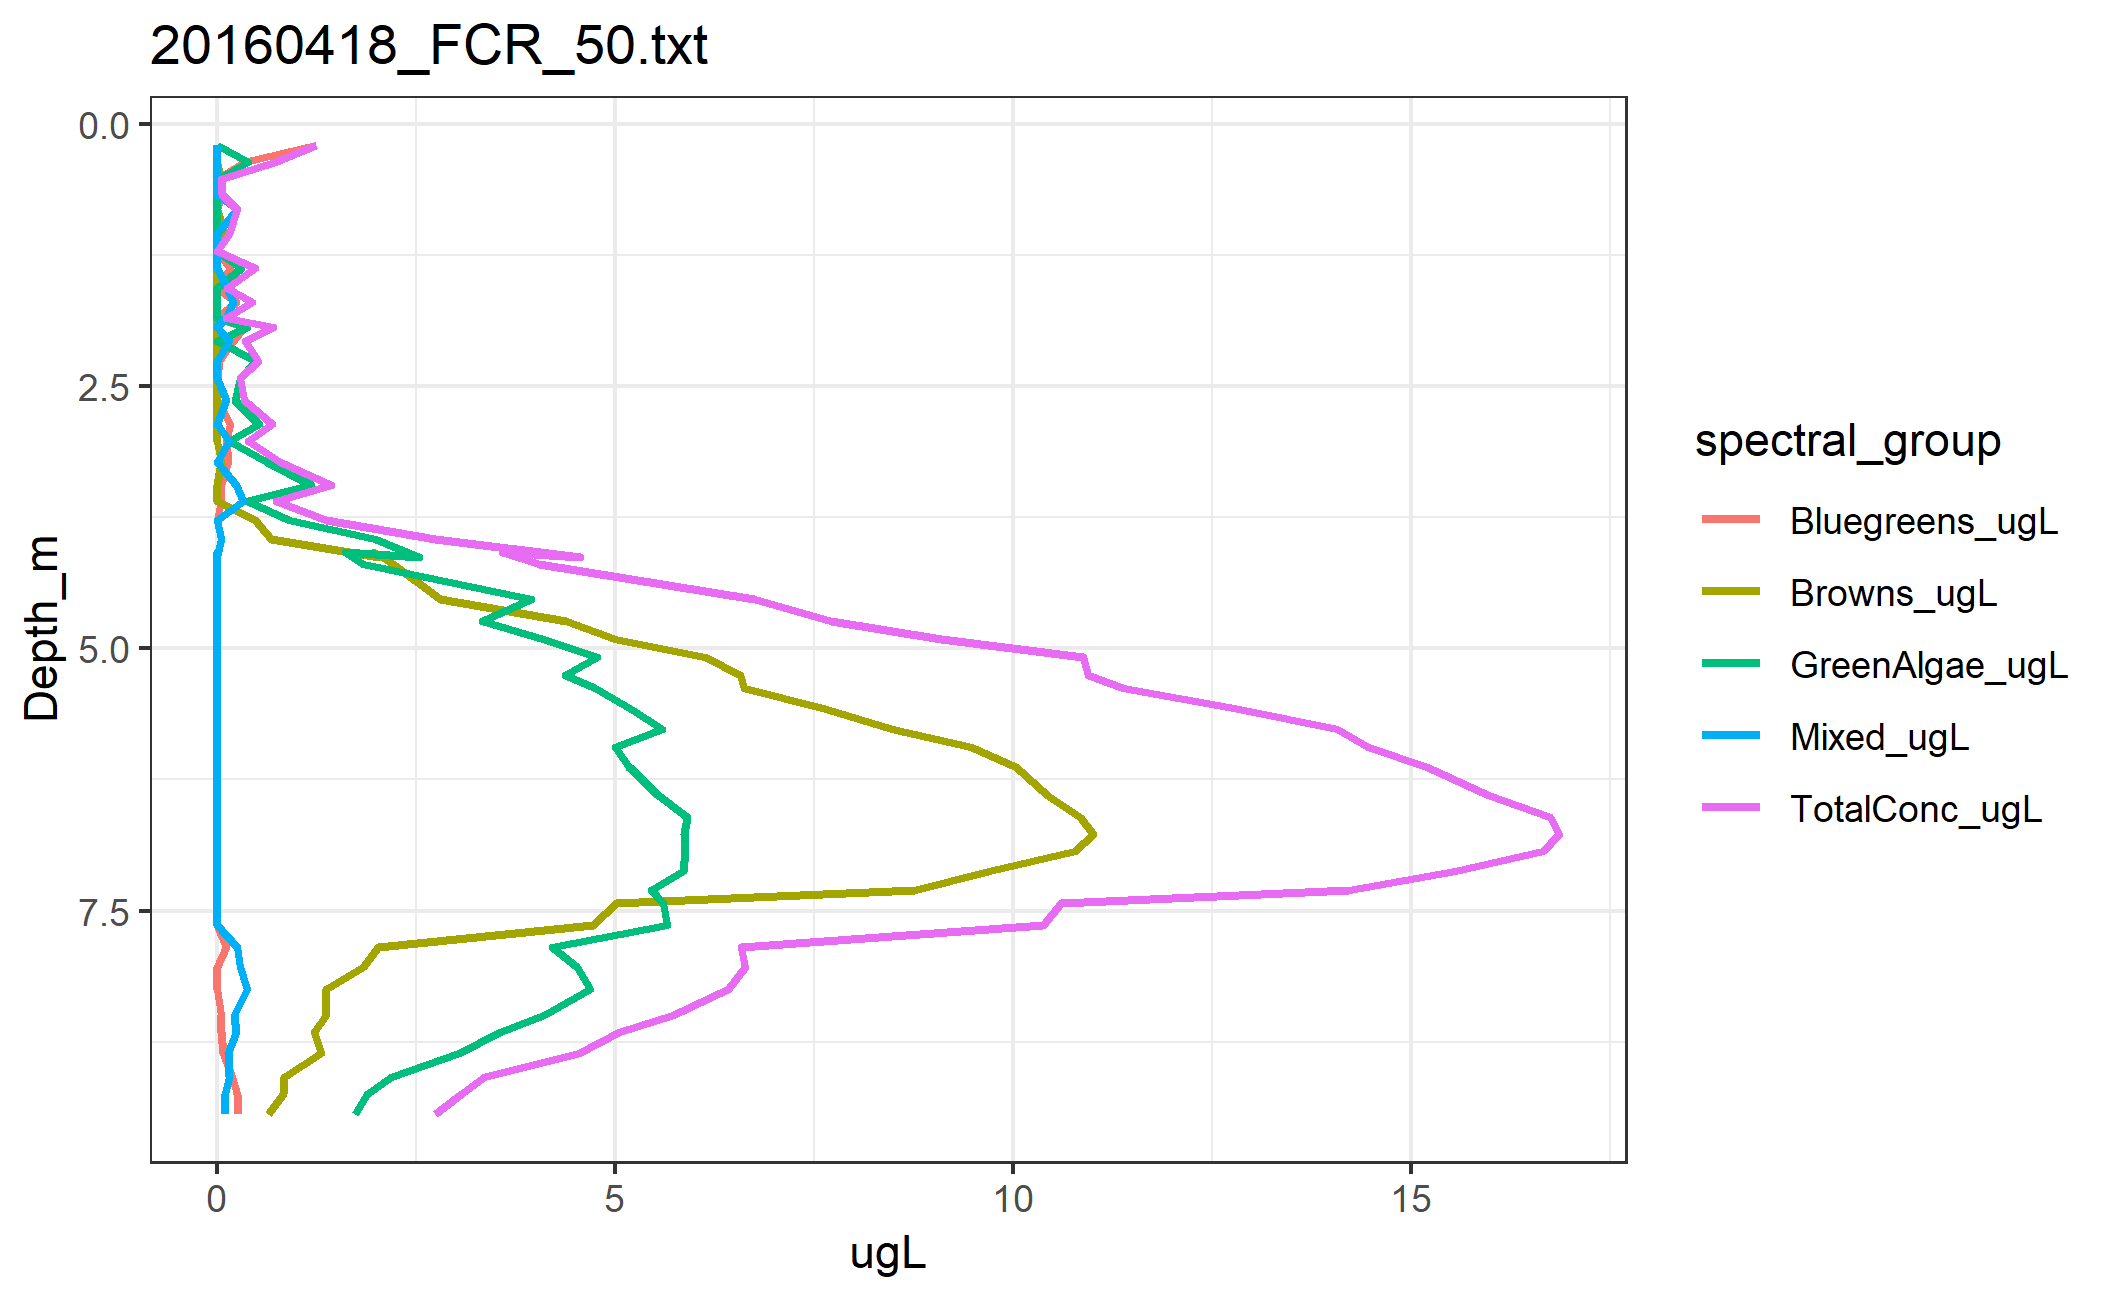 20160418_FCR_50.txt
0.0
2.5
5.0
7.5
Depth_m
0
5
10
15
ugL
spectral_group
Bluegreens_ugL
Browns_ugL
GreenAlgae_ugL
Mixed_ugL
TotalConc_ugL